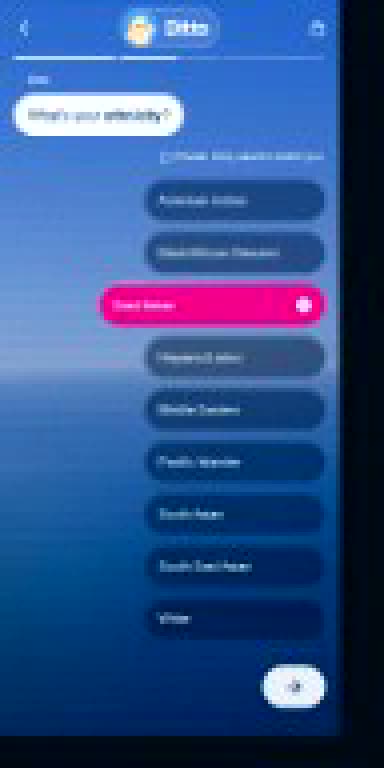 Ditto
What's your ethnicity?
American Indian
Black/African Descent
East Asian
Hispanic/Latino
Middle Eastern
Pacific Islander
South Asian
South East Asian
White